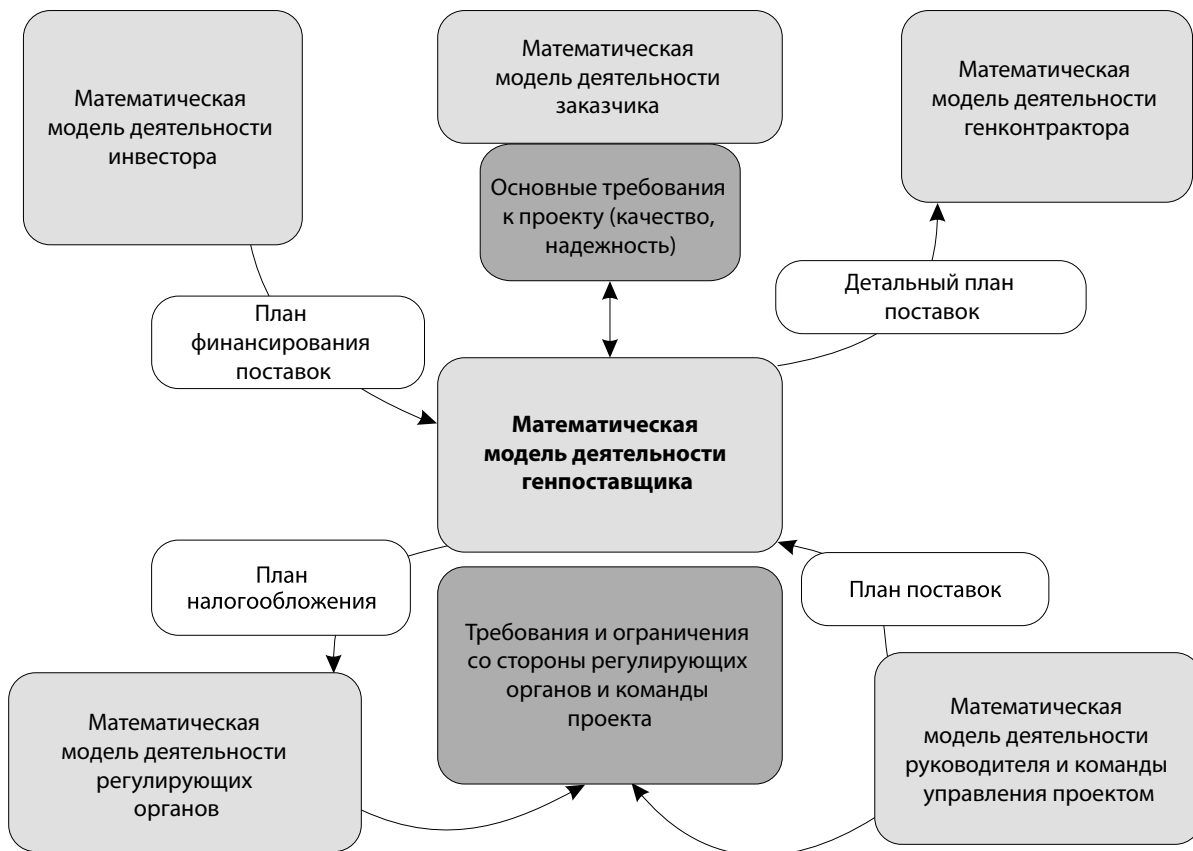 Математическая
модель деятельности
инвестора
Математическая
модель деятельности
заказчика
Математическая
модель деятельности
генконтрактора
Основные требования
к проекту (качество,
надежность)
План
финансирования
поставок
Детальный план
поставок
Математическая
модель деятельности
генпоставщика
План
налогообложения
План поставок
Требования и ограничения
со стороны регулирующих
органов и команды
проекта
Математическая
модель деятельности
регулирующих
органов
Математическая
модель деятельности
руководителя и команды
управления проектом